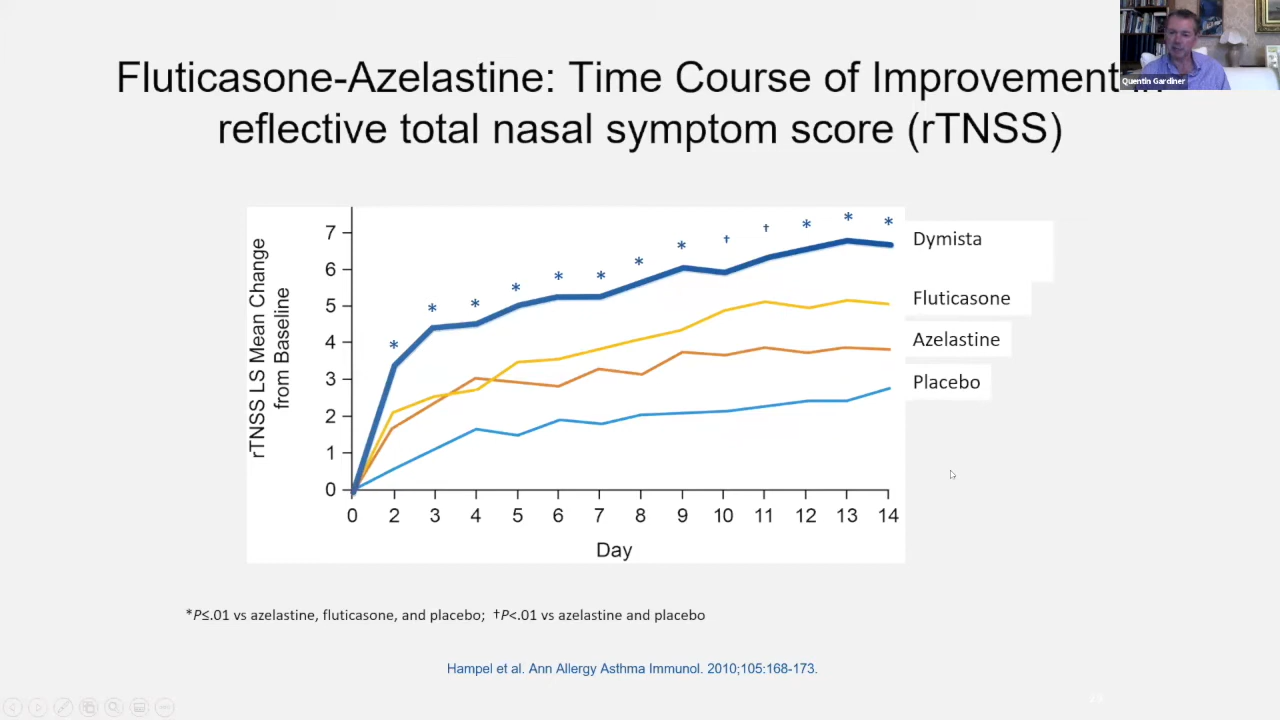 Fluticasone-Azelastine: Time Course of Improvement in
reflective total nasal symptom score (rTNSS)
Quentin Gardiner
rTNSS LS Mean Change
from Baseline
7
6
5
4
3
2
1
0
* * * * * * * * † † * * *
Dymista
Fluticasone
Azelastine
Placebo
0 2 3 4 5 6 7 8 9 10 11 12 13 14
Day
*P≤.01 vs azelastine, fluticasone, and placebo; †P<.01 vs azelastine and placebo
Hampel et al. Ann Allergy Asthma Immunol. 2010;105:168-173.